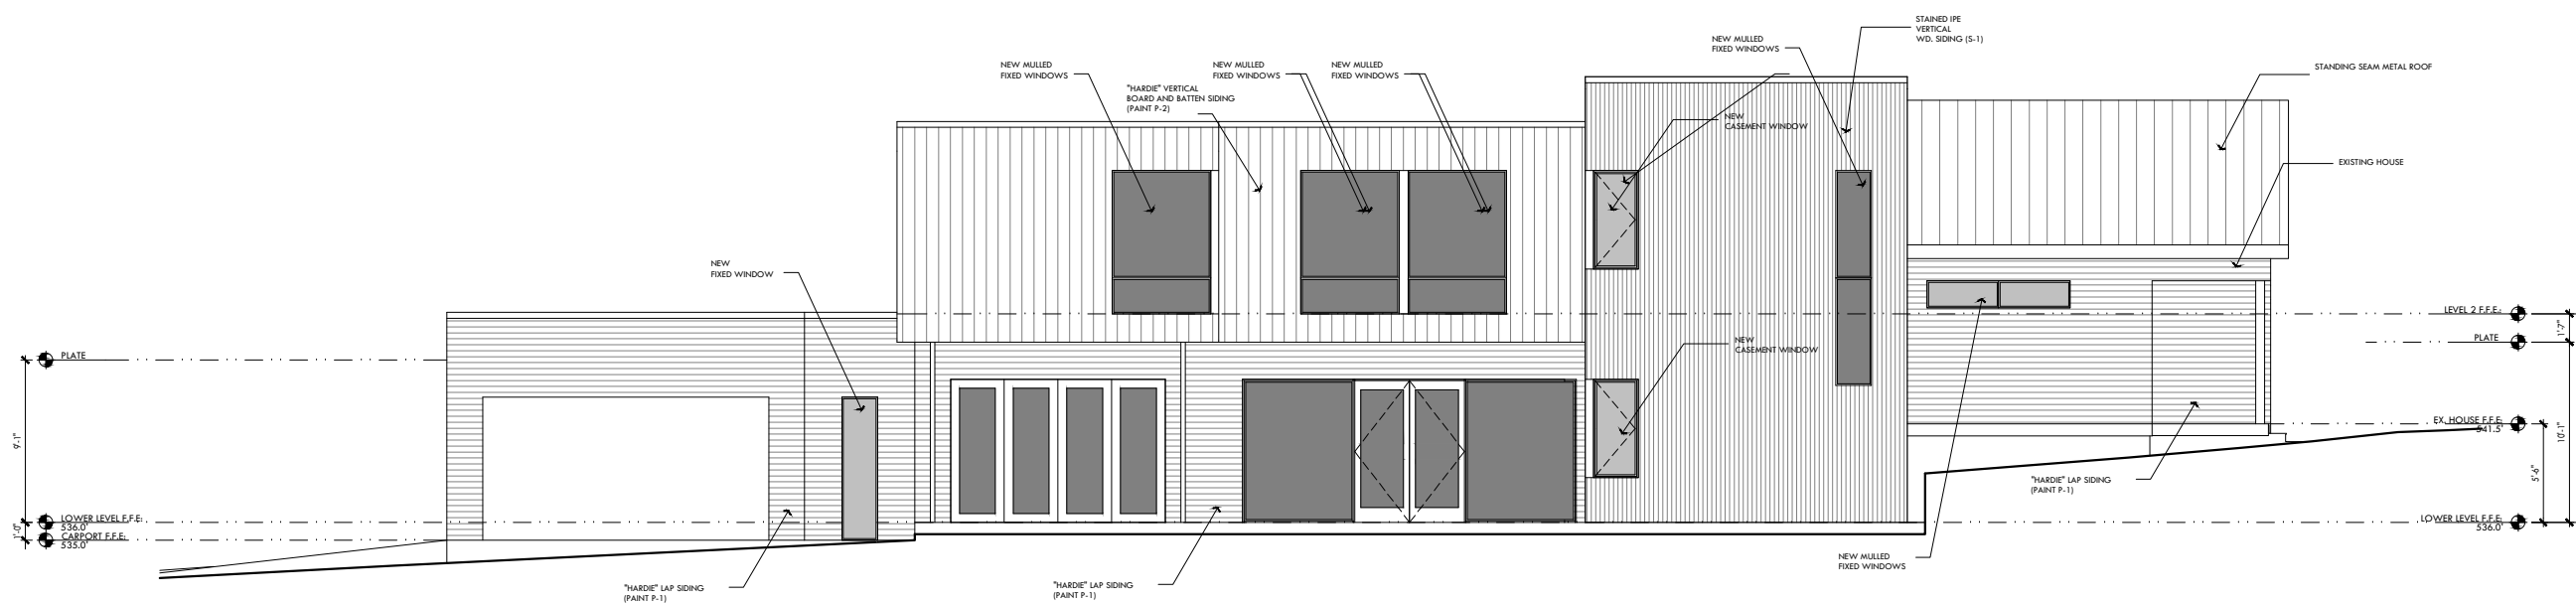 STAINED IPE
VERTICAL
WD. SIDING (S-1)
NEW MULLED
FIXED WINDOWS
NEW MULLED
FIXED WINDOWS
NEW MULLED
FIXED WINDOWS
NEW MULLED
FIXED WINDOWS
STANDING SEAM METAL ROOF
"HARDIE" VERTICAL
BOARD AND BATTEN SIDING
(PAINT P-2)
NEW
CASEMENT WINDOW
EXISTING HOUSE
NEW
FIXED WINDOW
LEVEL 2 F.F.E.:
1'-7"
PLATE
PLATE
NEW
CASEMENT WINDOW
9'-1"
EX. HOUSE F.F.E:
541.5'
10'-1"
5'-6"
"HARDIE" LAP SIDING
(PAINT P-1)
LOWER LEVEL F.F.E:
536.0'
1'-0"
CARPORT F.F.E:
535.0'
LOWER LEVEL F.F.E:
536.0'
NEW MULLED
FIXED WINDOWS
"HARDIE" LAP SIDING
(PAINT P-1)
"HARDIE" LAP SIDING
(PAINT P-1)